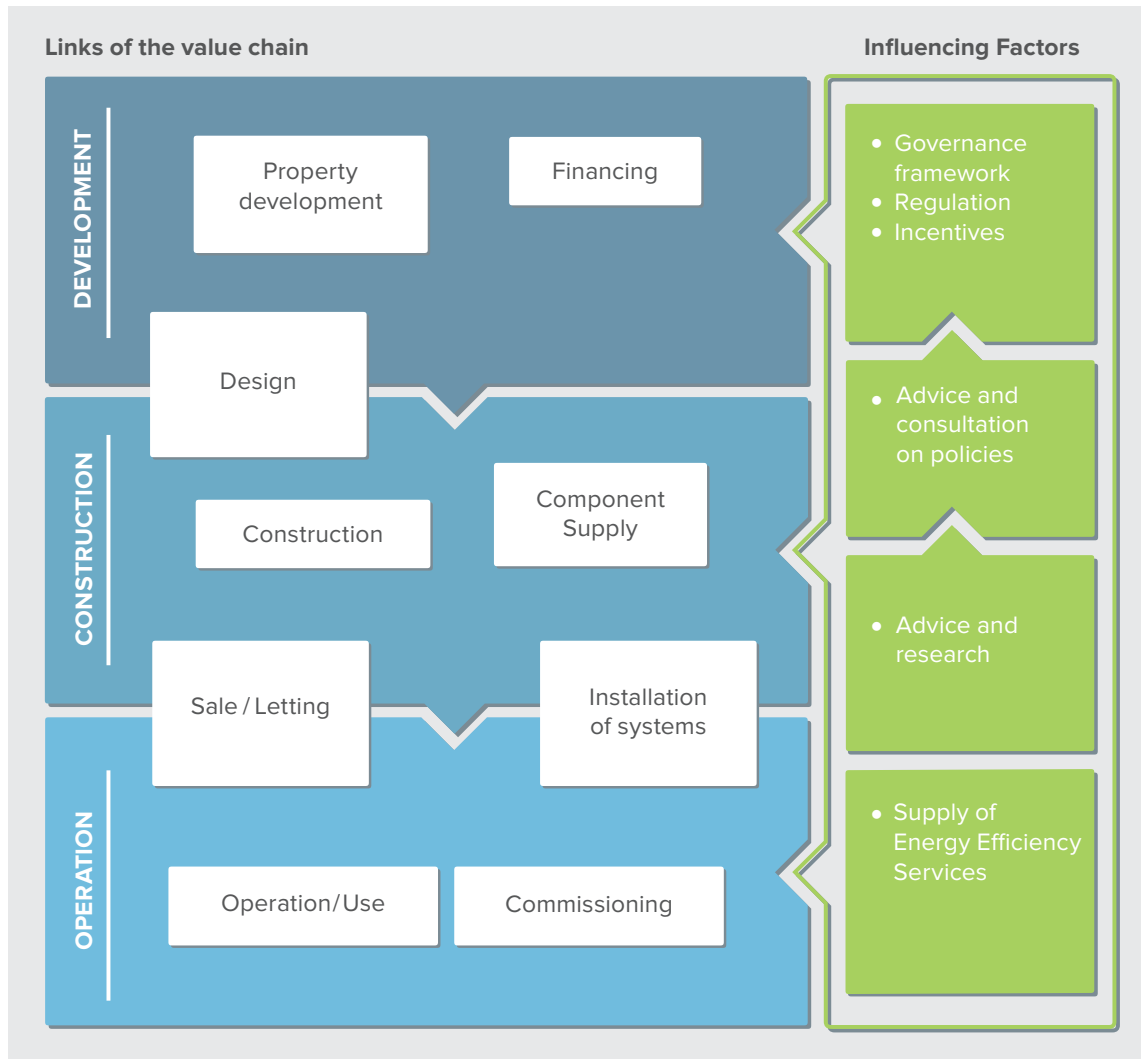 Links of the value chain
Influencing Factors
DEVELOPMENT
Property
development
Financing
Design
CONSTRUCTION
Construction
Component
Supply
Sale / Letting
Installation
of systems
OPERATION
Operation/Use
Commissioning
• Governance
framework
• Regulation
• Incentives
• Advice and
consultation
on policies
• Advice and
research
• Supply of
Energy Efficiency
Services